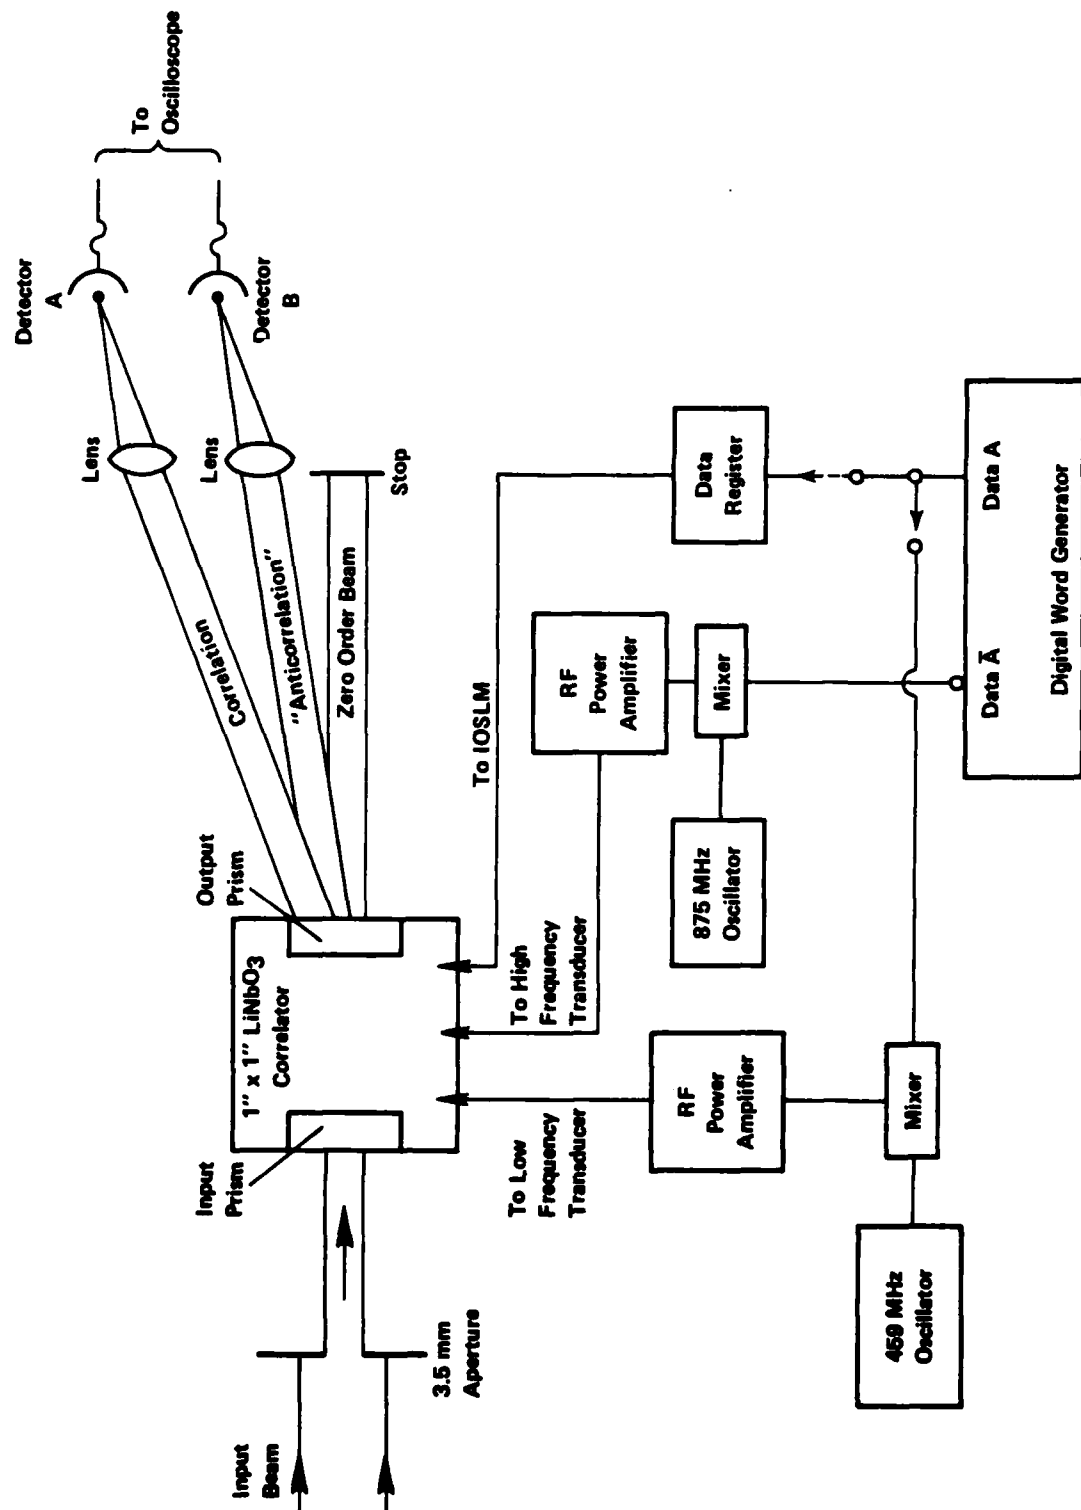 Input
Beam
3.5 mm
Aperture
Input
Prism
1" x 1" LiNbO3
Correlator
Output
Prism
Correlation
"Anticorrelation"
Zero Order Beam
Lens
Lens
Stop
Detector
A
Detector
B
To
Oscilloscope
To Low
Frequency
Transducer
To High
Frequency
Transducer
To IOSLM
RF
Power
Amplifier
RF
Power
Amplifier
Data
Register
459 MHz
Oscillator
Mixer
875 MHz
Oscillator
Mixer
Data Ā
Data A
Digital Word Generator